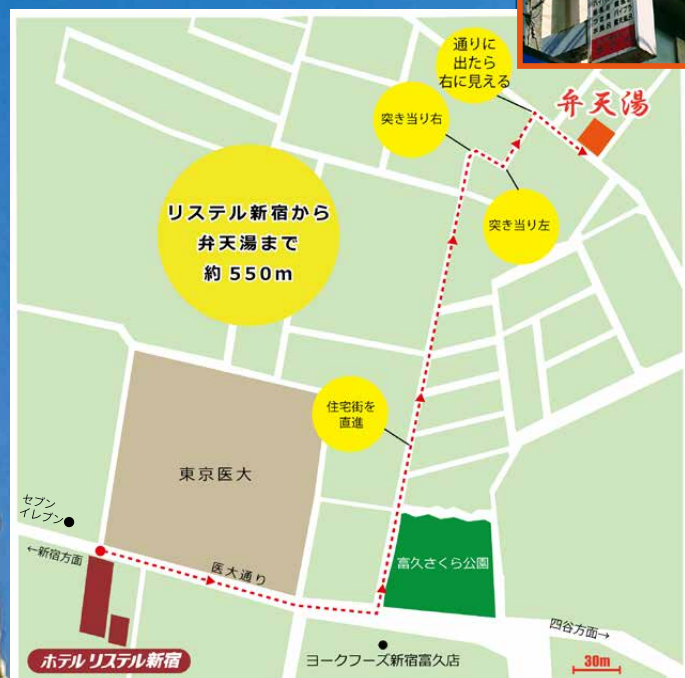 通りに
出たら
右に見える
弁天湯
突き当り右
リステル新宿から
弁天湯まで
約550m
突き当り左
住宅街を
直進
東京医大
セブン
イレブン
←新宿方面
医大通り
富久さくら公園
四谷方面→
ホテル リステル新宿
ヨークフーズ新宿富久店
30m